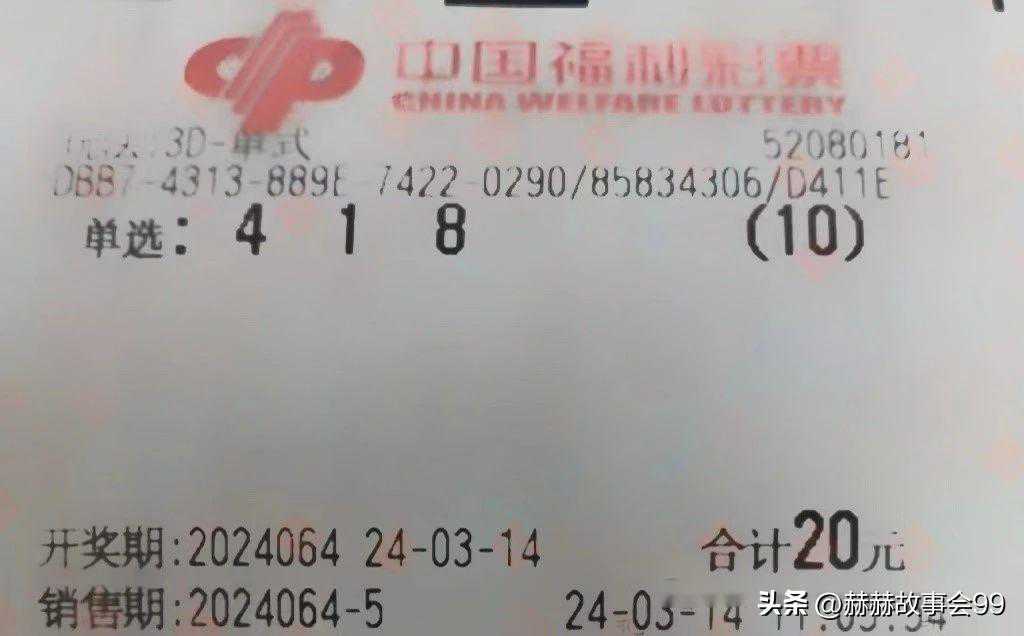 中国福利彩票
CHINA WELFARE LOTTERY
3D-单式 52080181
DBB7-4313-889E 7422-0290/85834306/D411E
单选: 4 1 8 (10)
开奖期:2024064 24-03-14 合计20元
销售期:2024064-5 24-03-14
头条 @赫赫故事会99